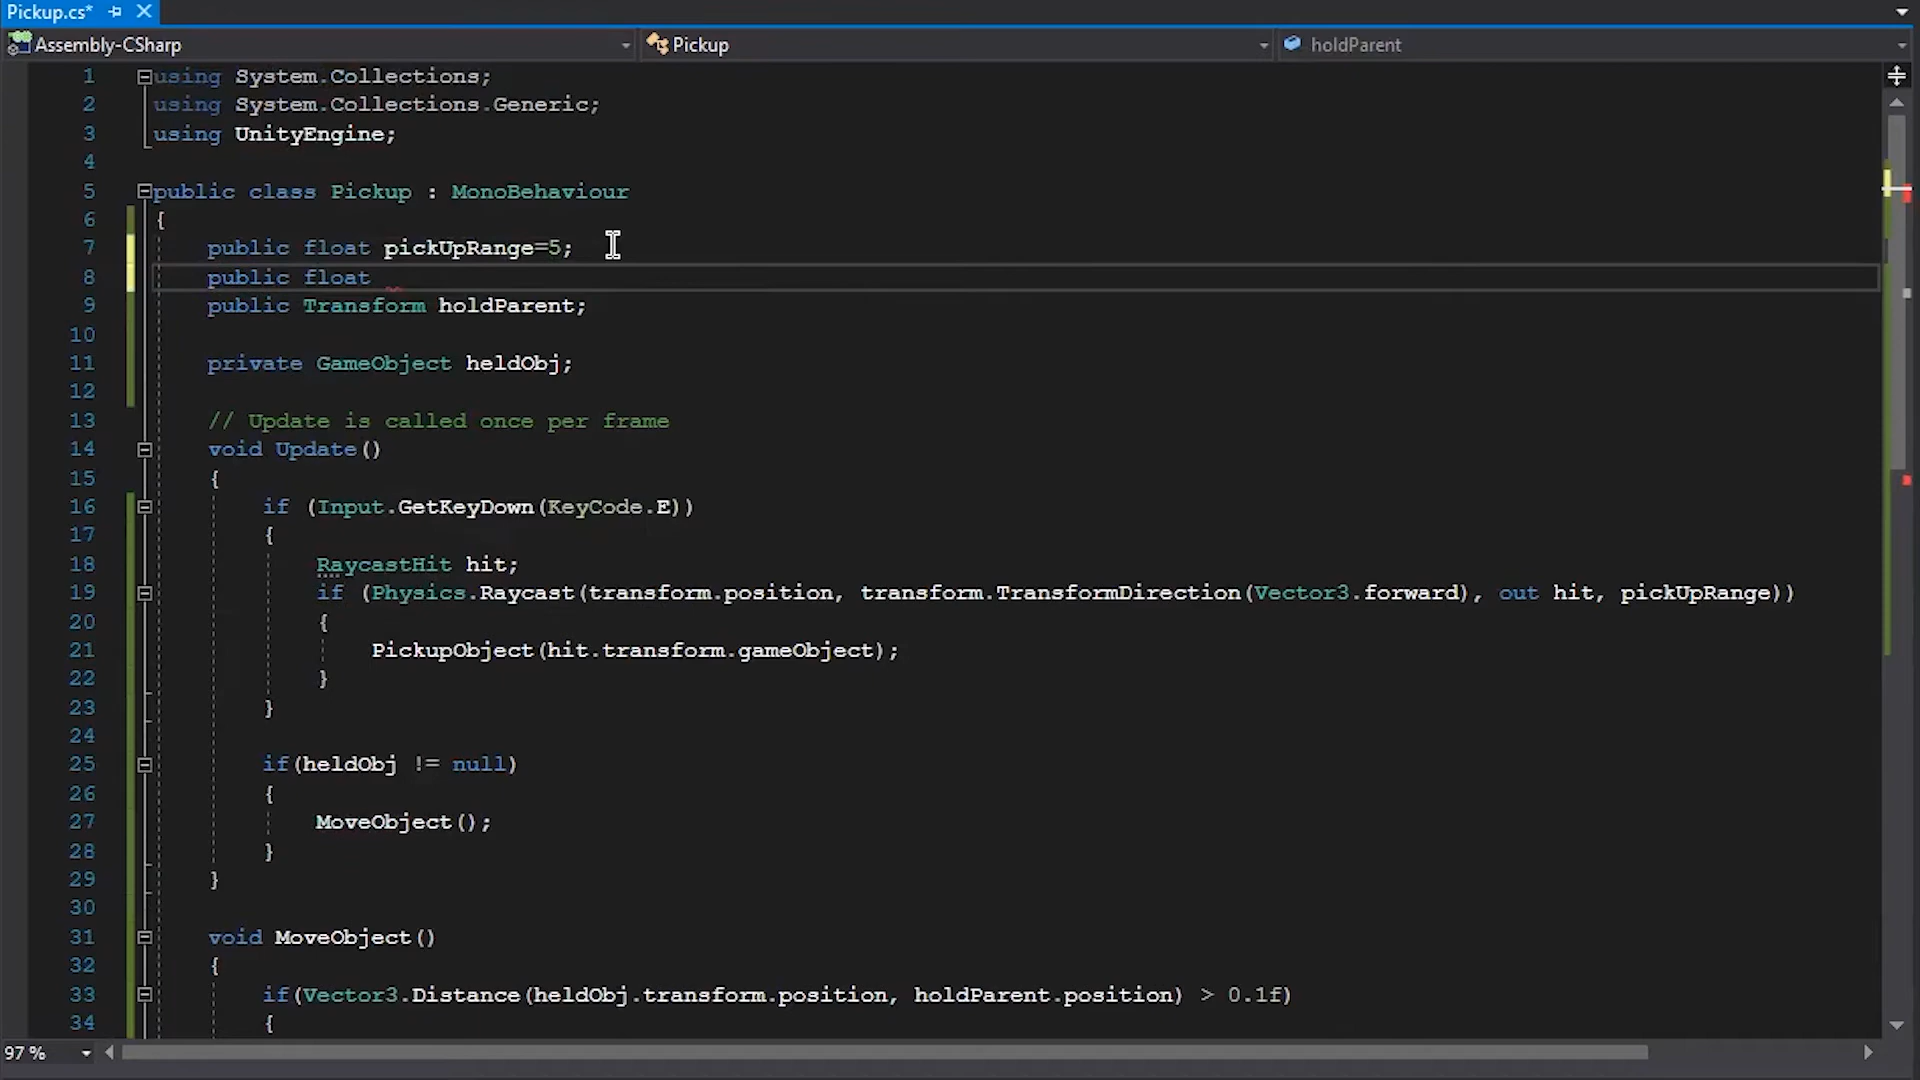 Pickup.cs*
Assembly-CSharp Pickup holdParent
1 using System.Collections;
2 using System.Collections.Generic;
3 using UnityEngine;
4
5 public class Pickup : MonoBehaviour
6 {
7 public float pickUpRange=5;
8 public float
9 public Transform holdParent;
10
11 private GameObject heldObj;
12
13 // Update is called once per frame
14 void Update()
15 {
16 if (Input.GetKeyDown(KeyCode.E))
17 {
18 RaycastHit hit;
19 if (Physics.Raycast(transform.position, transform.TransformDirection(Vector3.forward), out hit, pickUpRange))
20 {
21 PickupObject(hit.transform.gameObject);
22 }
23 }
24
25 if(heldObj != null)
26 {
27 MoveObject();
28 }
29 }
30
31 void MoveObject()
32 {
33 if(Vector3.Distance(heldObj.transform.position, holdParent.position) > 0.1f)
34 {
97 %